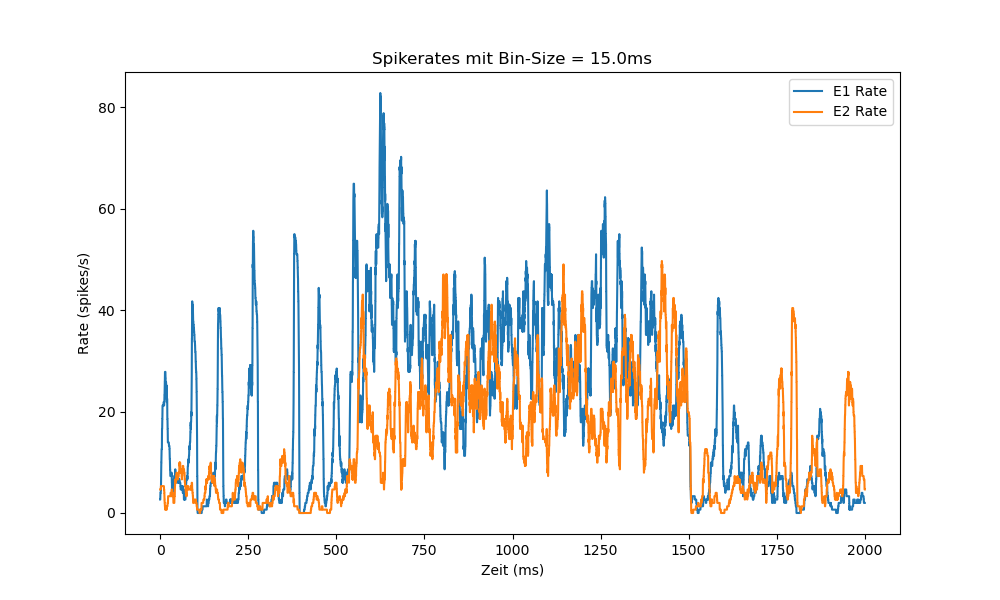 Spikerates mit Bin-Size = 15.0ms
E1 Rate
E2 Rate
80
60
40
20
0
Rate (spikes/s)
0 250 500 750 1000 1250 1500 1750 2000
Zeit (ms)